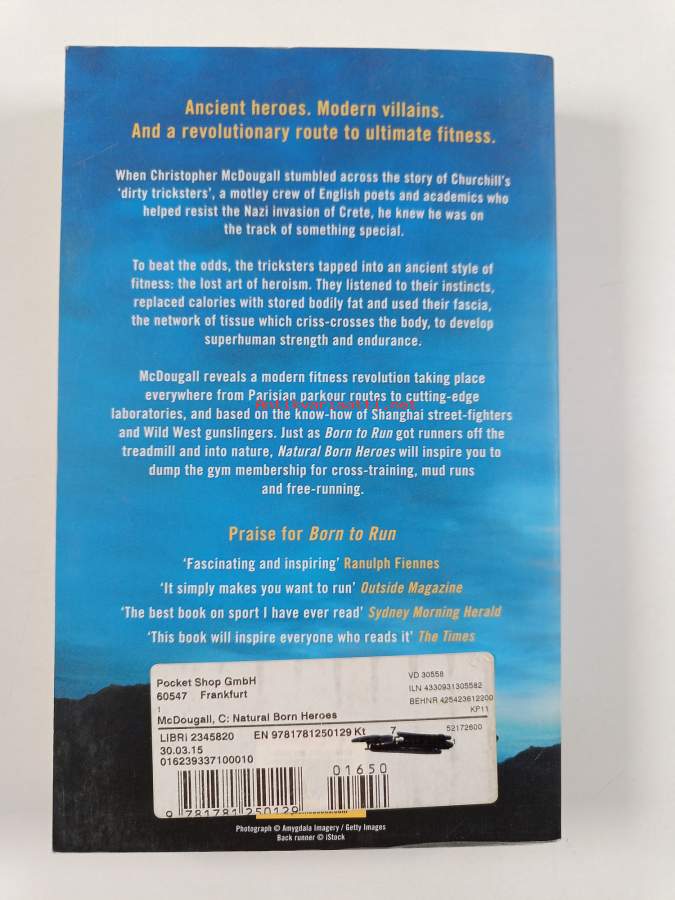 Ancient heroes. Modern villains.
And a revolutionary route to ultimate fitness.
When Christopher McDougall stumbled across the story of Churchill's
'dirty tricksters', a motley crew of English poets and academics who
helped resist the Nazi invasion of Crete, he knew he was on
the track of something special.
To beat the odds, the tricksters tapped into an ancient style of
fitness: the lost art of heroism. They listened to their instincts,
replaced calories with stored bodily fat and used their fascia,
the network of tissue which criss-crosses the body, to develop
superhuman strength and endurance.
McDougall reveals a modern fitness revolution taking place
everywhere from Parisian parkour routes to cutting-edge
laboratories, and based on the know-how of Shanghai street-fighters
and Wild West gunslingers. Just as Born to Run got runners off the
treadmill and into nature, Natural Born Heroes will inspire you to
dump the gym membership for cross-training, mud runs
and free-running.
Praise for Born to Run
'Fascinating and inspiring' Ranulph Fiennes
'It simply makes you want to run' Outside Magazine
'The best book on sport I have ever read' Sydney Morning Herald
'This book will inspire everyone who reads it' The Times
Pocket Shop GmbH
60547 Frankfurt
1
VD 30558
ILN 4330931305582
BEHNR 425423612200
KP11
McDougall, C: Natural Born Heroes
LIBRI 2345820 EN 9781781250129 Kt 7 52172600
30.03.15
016239337100010
01650
9 781781 250129
Photograph © Amygdala Imagery / Getty Images
Back runner © iStock